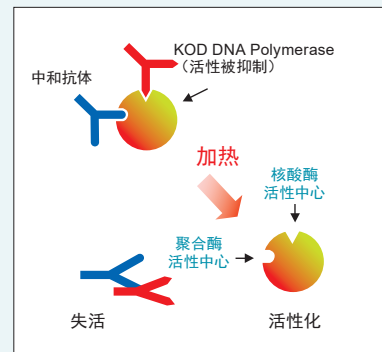 KOD DNA Polymerase
（活性被抑制）
中和抗体
加热
核酸酶
活性中心
聚合酶
活性中心
失活
活性化